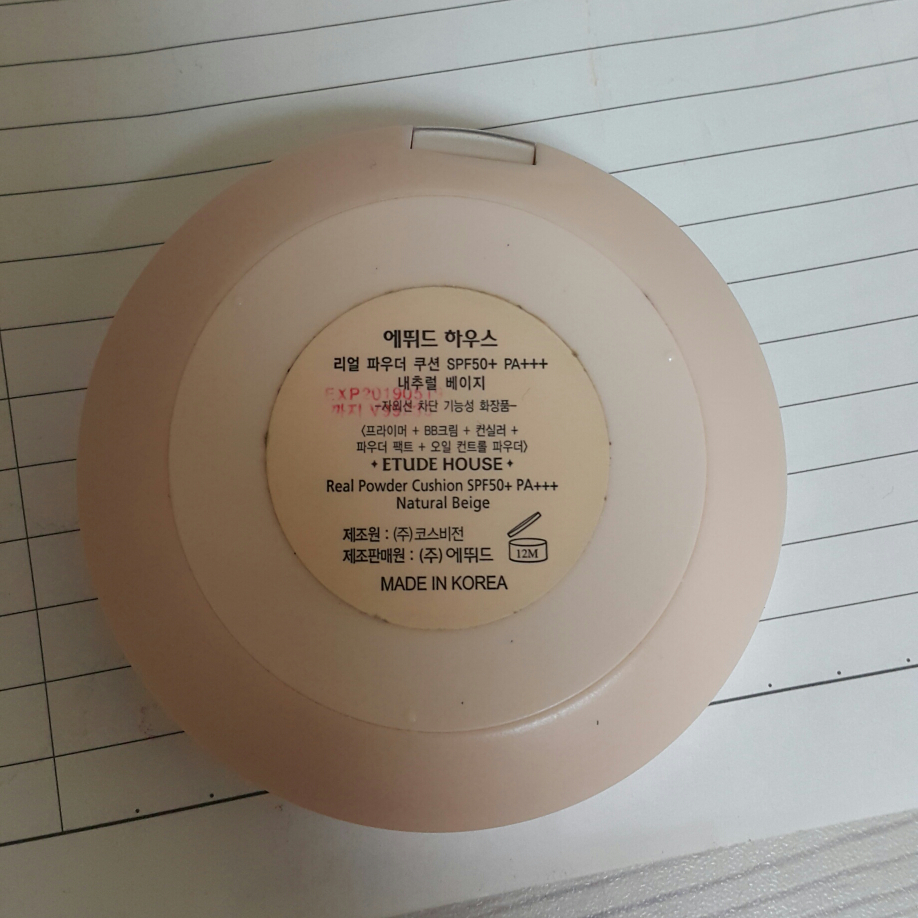 에뛰드 하우스
리얼 파우더 쿠션 SPF50+ PA+++
내추럴 베이지
-자외선 차단 기능성 화장품-
〈프라이머 + BB크림 + 컨실러 +
파우더 팩트 + 오일 컨트롤 파우더〉
ETUDE HOUSE
Real Powder Cushion SPF50+ PA+++
Natural Beige
제조원 : (주)코스비전
제조판매원 : (주)에뛰드
12M
MADE IN KOREA